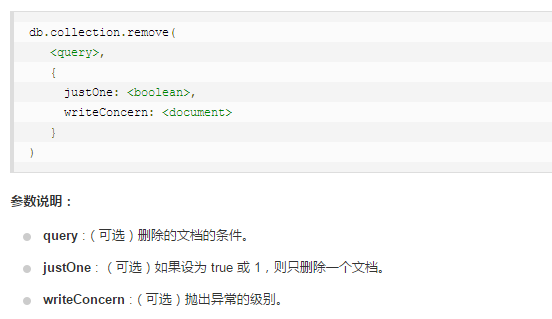 db.collection.remove(
<query>,
{
justOne: <boolean>,
writeConcern: <document>
}
)
参数说明：
query :（可选）删除的文档的条件。
justOne : （可选）如果设为 true 或 1，则只删除一个文档。
writeConcern :（可选）抛出异常的级别。